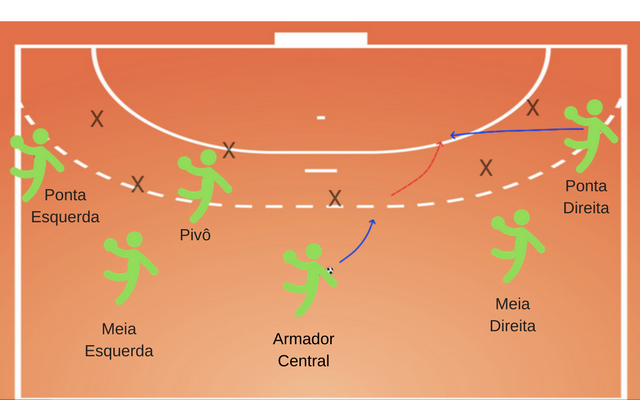 X
X
X
X
X
X
Ponta
Esquerda
Pivô
Ponta
Direita
Meia
Esquerda
Armador
Central
Meia
Direita